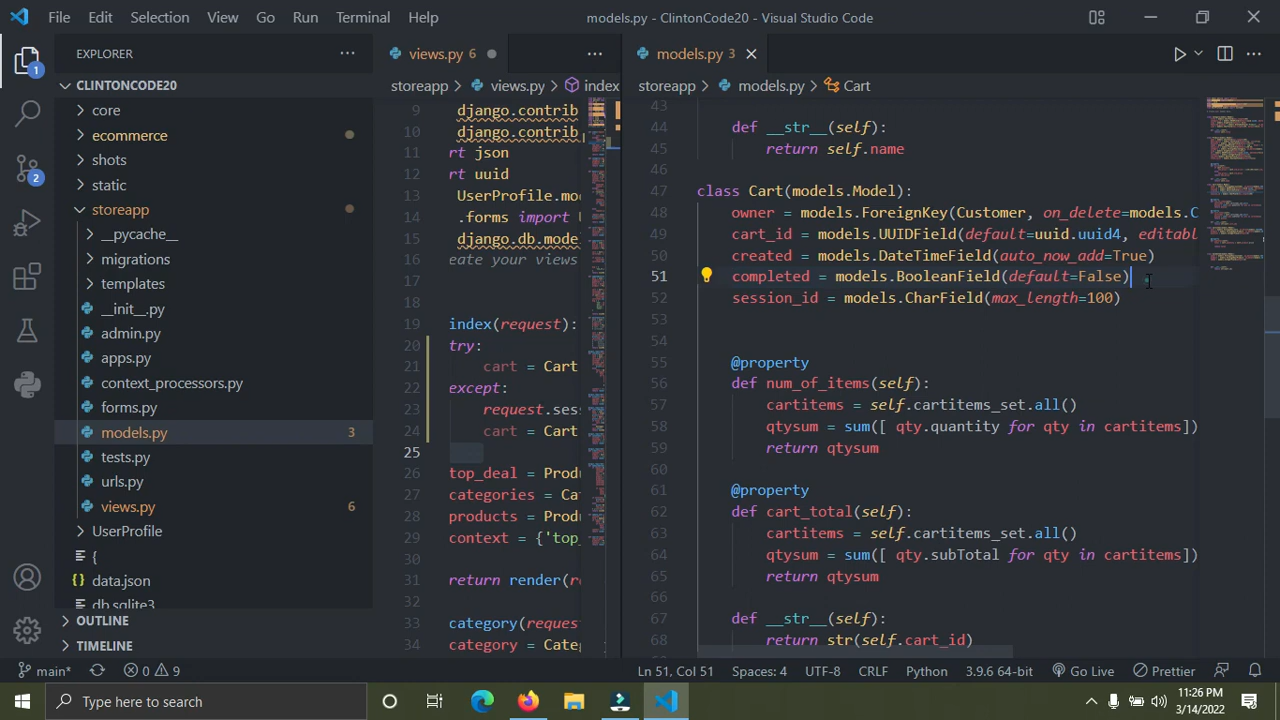 File Edit Selection View Go Run Terminal Help models.py - ClintonCode20 - Visual Studio Code
EXPLORER
CLINTONCODE20
core
ecommerce
shots
static
storeapp
__pycache__
migrations
templates
__init__.py
admin.py
apps.py
context_processors.py
forms.py
models.py 3
tests.py
urls.py
views.py 6
UserProfile
{
data.json
db.sqlite3
OUTLINE
TIMELINE
views.py 6
storeapp > views.py > index
9 django.contrib
10 django.contrib
11 rt json
12 rt uuid
13 UserProfile.mod
14 .forms import
15 django.db.mode
16 eate your views
17
18
19 index(request):
20 try:
21 cart = Cart
22 except:
23 request.ses
24 cart = Cart
25
26 top_deal = Prod
27 categories = Ca
28 products = Prod
29 context = {'top_
30
31 return render(re
32
33 category(request
34 category = Cate
models.py 3
storeapp > models.py > Cart
43
44 def __str__(self):
45 return self.name
46
47 class Cart(models.Model):
48 owner = models.ForeignKey(Customer, on_delete=models.C
49 cart_id = models.UUIDField(default=uuid.uuid4, editabl
50 created = models.DateTimeField(auto_now_add=True)
51 completed = models.BooleanField(default=False)
52 session_id = models.CharField(max_length=100)
53
54
55 @property
56 def num_of_items(self):
57 cartitems = self.cartitems_set.all()
58 qtysum = sum([ qty.quantity for qty in cartitems])
59 return qtysum
60
61 @property
62 def cart_total(self):
63 cartitems = self.cartitems_set.all()
64 qtysum = sum([ qty.subTotal for qty in cartitems])
65 return qtysum
66
67 def __str__(self):
68 return str(self.cart_id)
1
2
main* 0 9 Ln 51, Col 51 Spaces: 4 UTF-8 CRLF Python 3.9.6 64-bit Go Live Prettier
Type here to search
11:26 PM
3/14/2022